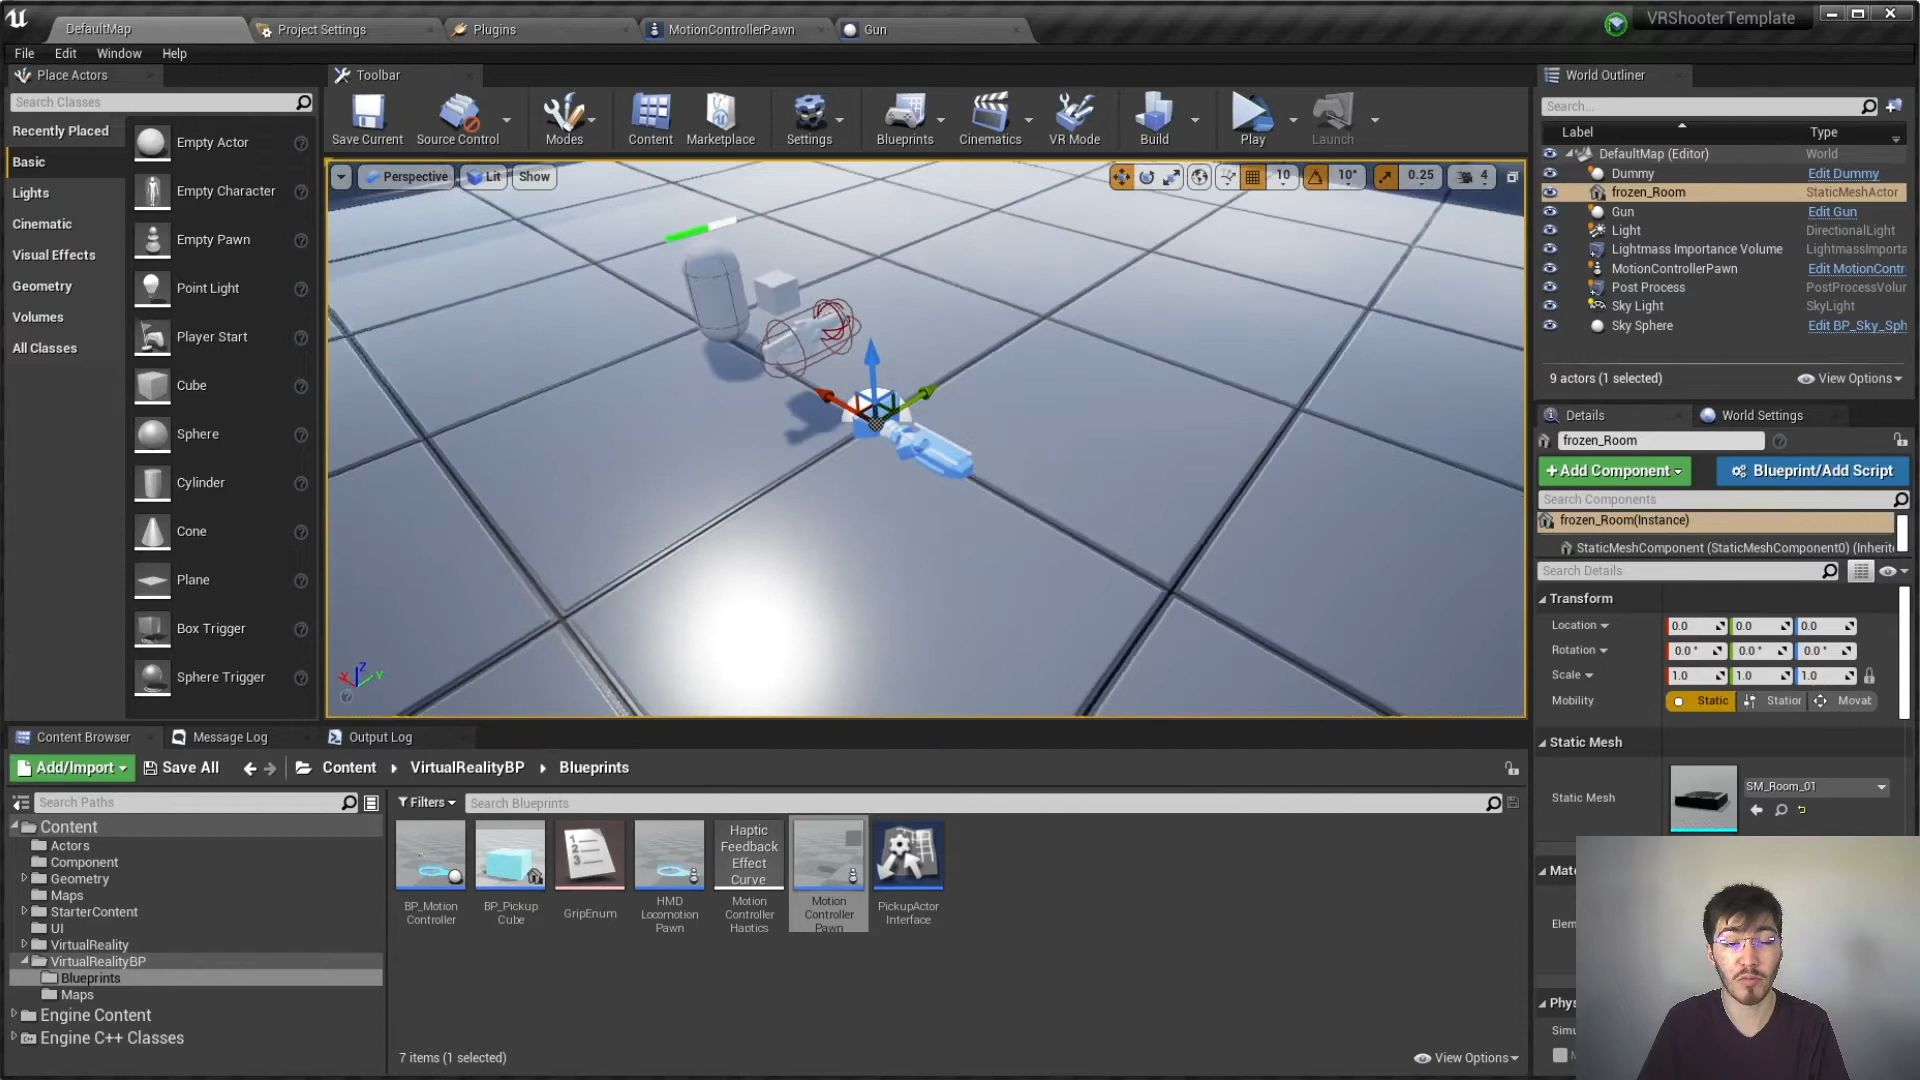 DefaultMap
Project Settings
Plugins
MotionControllerPawn
Gun
VRShooterTemplate
File Edit Window Help
Place Actors
Search Classes
Recently Placed
Basic
Lights
Cinematic
Visual Effects
Geometry
Volumes
All Classes
Empty Actor
Empty Character
Empty Pawn
Point Light
Player Start
Cube
Sphere
Cylinder
Cone
Plane
Box Trigger
Sphere Trigger
Toolbar
Save Current
Source Control
Modes
Content
Marketplace
Settings
Blueprints
Cinematics
VR Mode
Build
Play
Launch
Perspective
Lit
Show
10
10°
0.25
4
X Z Y
World Outliner
Search...
Label Type
DefaultMap (Editor) World
Dummy Edit Dummy
frozen_Room StaticMeshActor
Gun Edit Gun
Light DirectionalLight
Lightmass Importance Volume LightmassImporta
MotionControllerPawn Edit MotionContr
Post Process PostProcessVolur
Sky Light SkyLight
Sky Sphere Edit BP_Sky_Sph
9 actors (1 selected)
View Options
Details
World Settings
frozen_Room
+Add Component
Blueprint/Add Script
Search Components
frozen_Room(Instance)
StaticMeshComponent (StaticMeshComponent0) (Inherite
Search Details
Transform
Location 0.0 0.0 0.0
Rotation 0.0° 0.0° 0.0°
Scale 1.0 1.0 1.0
Mobility Static Station Movab
Static Mesh
Static Mesh
SM_Room_01
Mate
Elem
Phys
Simu
Content Browser
Message Log
Output Log
Add/Import
Save All
Content
VirtualRealityBP
Blueprints
Search Paths
Filters
Search Blueprints
Content
Actors
Component
Geometry
Maps
StarterContent
UI
VirtualReality
VirtualRealityBP
Blueprints
Maps
Engine Content
Engine C++ Classes
BP_Motion
Controller
BP_Pickup
Cube
1
2
3
GripEnum
HMD
Locomotion
Pawn
Haptic
Feedback
Effect
Curve
Motion
Controller
Haptics
Motion
Controller
Pawn
PickupActor
Interface
7 items (1 selected)
View Options